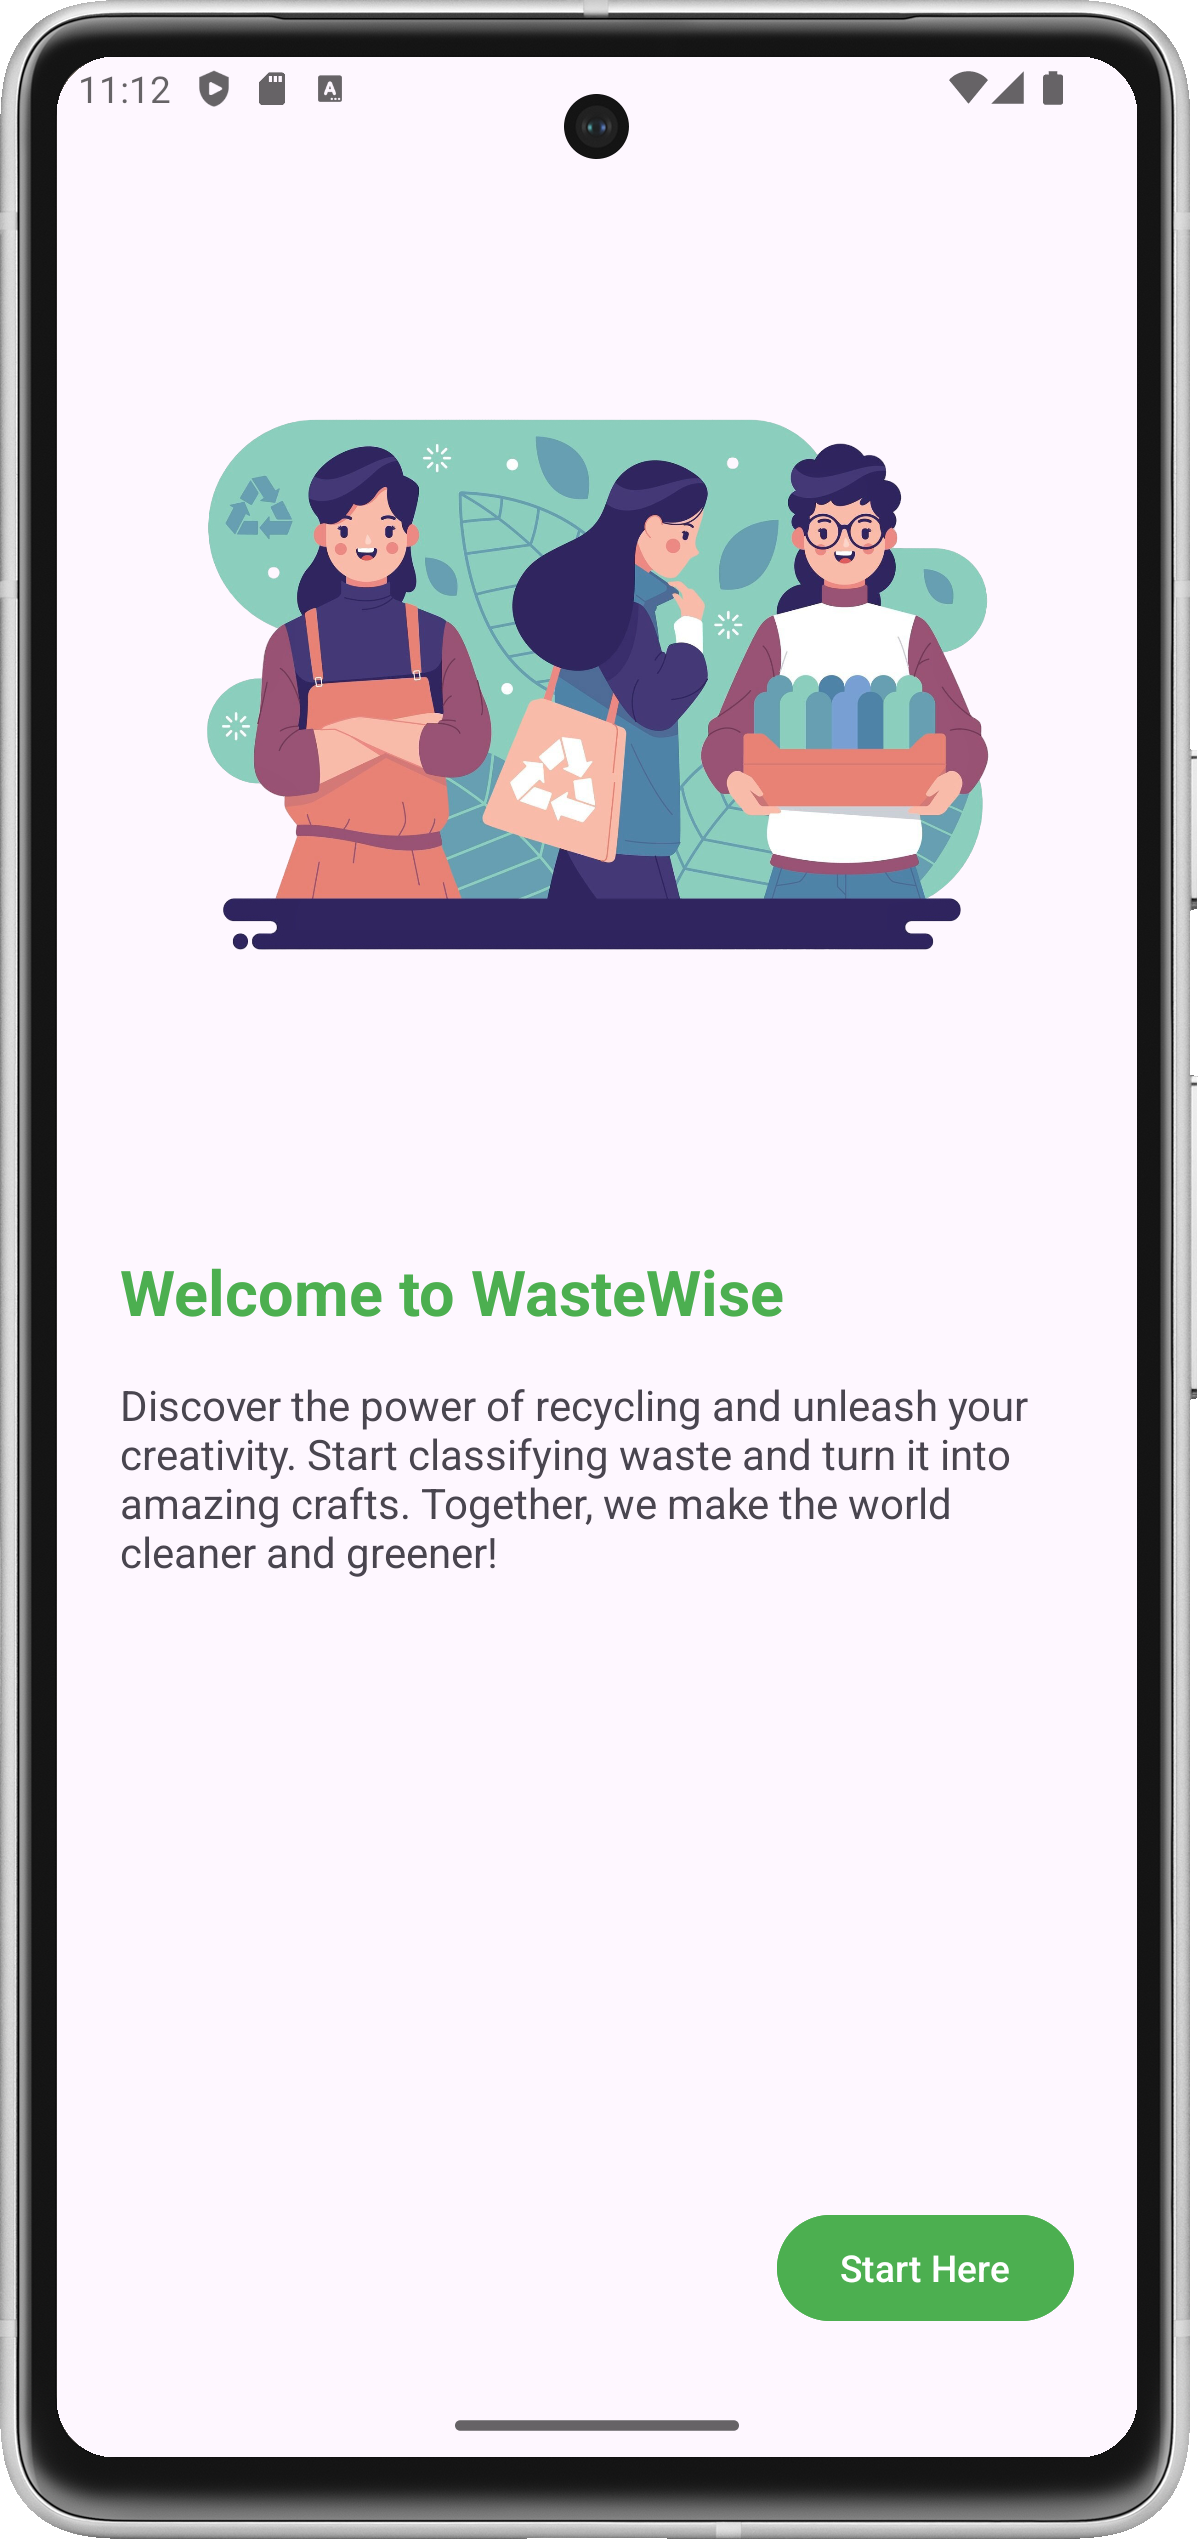 11:12
A
Welcome to WasteWise
Discover the power of recycling and unleash your
creativity. Start classifying waste and turn it into
amazing crafts. Together, we make the world
cleaner and greener!
Start Here